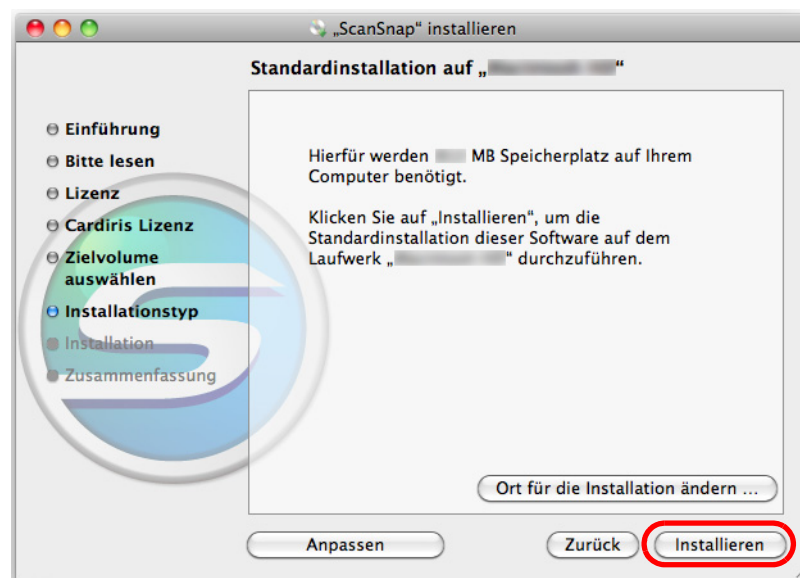 „ScanSnap“ installieren
Standardinstallation auf „ “
Einführung
Bitte lesen
Lizenz
Cardiris Lizenz
Zielvolume
auswählen
Installationstyp
Installation
Zusammenfassung
Hierfür werden MB Speicherplatz auf Ihrem
Computer benötigt.
Klicken Sie auf „Installieren“, um die
Standardinstallation dieser Software auf dem
Laufwerk „ “ durchzuführen.
Ort für die Installation ändern ...
Anpassen
Zurück
Installieren